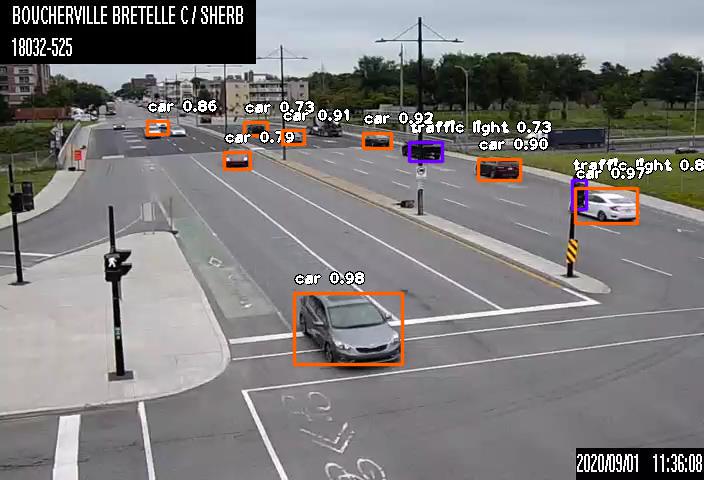 BOUCHERVILLE BRETELLE C / SHERB
18032-525
car 0.86
car 0.73
car 0.91
car 0.92
traffic light 0.73
car 0.79
car 0.90
traffic light 0.8
car 0.97
car 0.98
2020/09/01 11:36:08